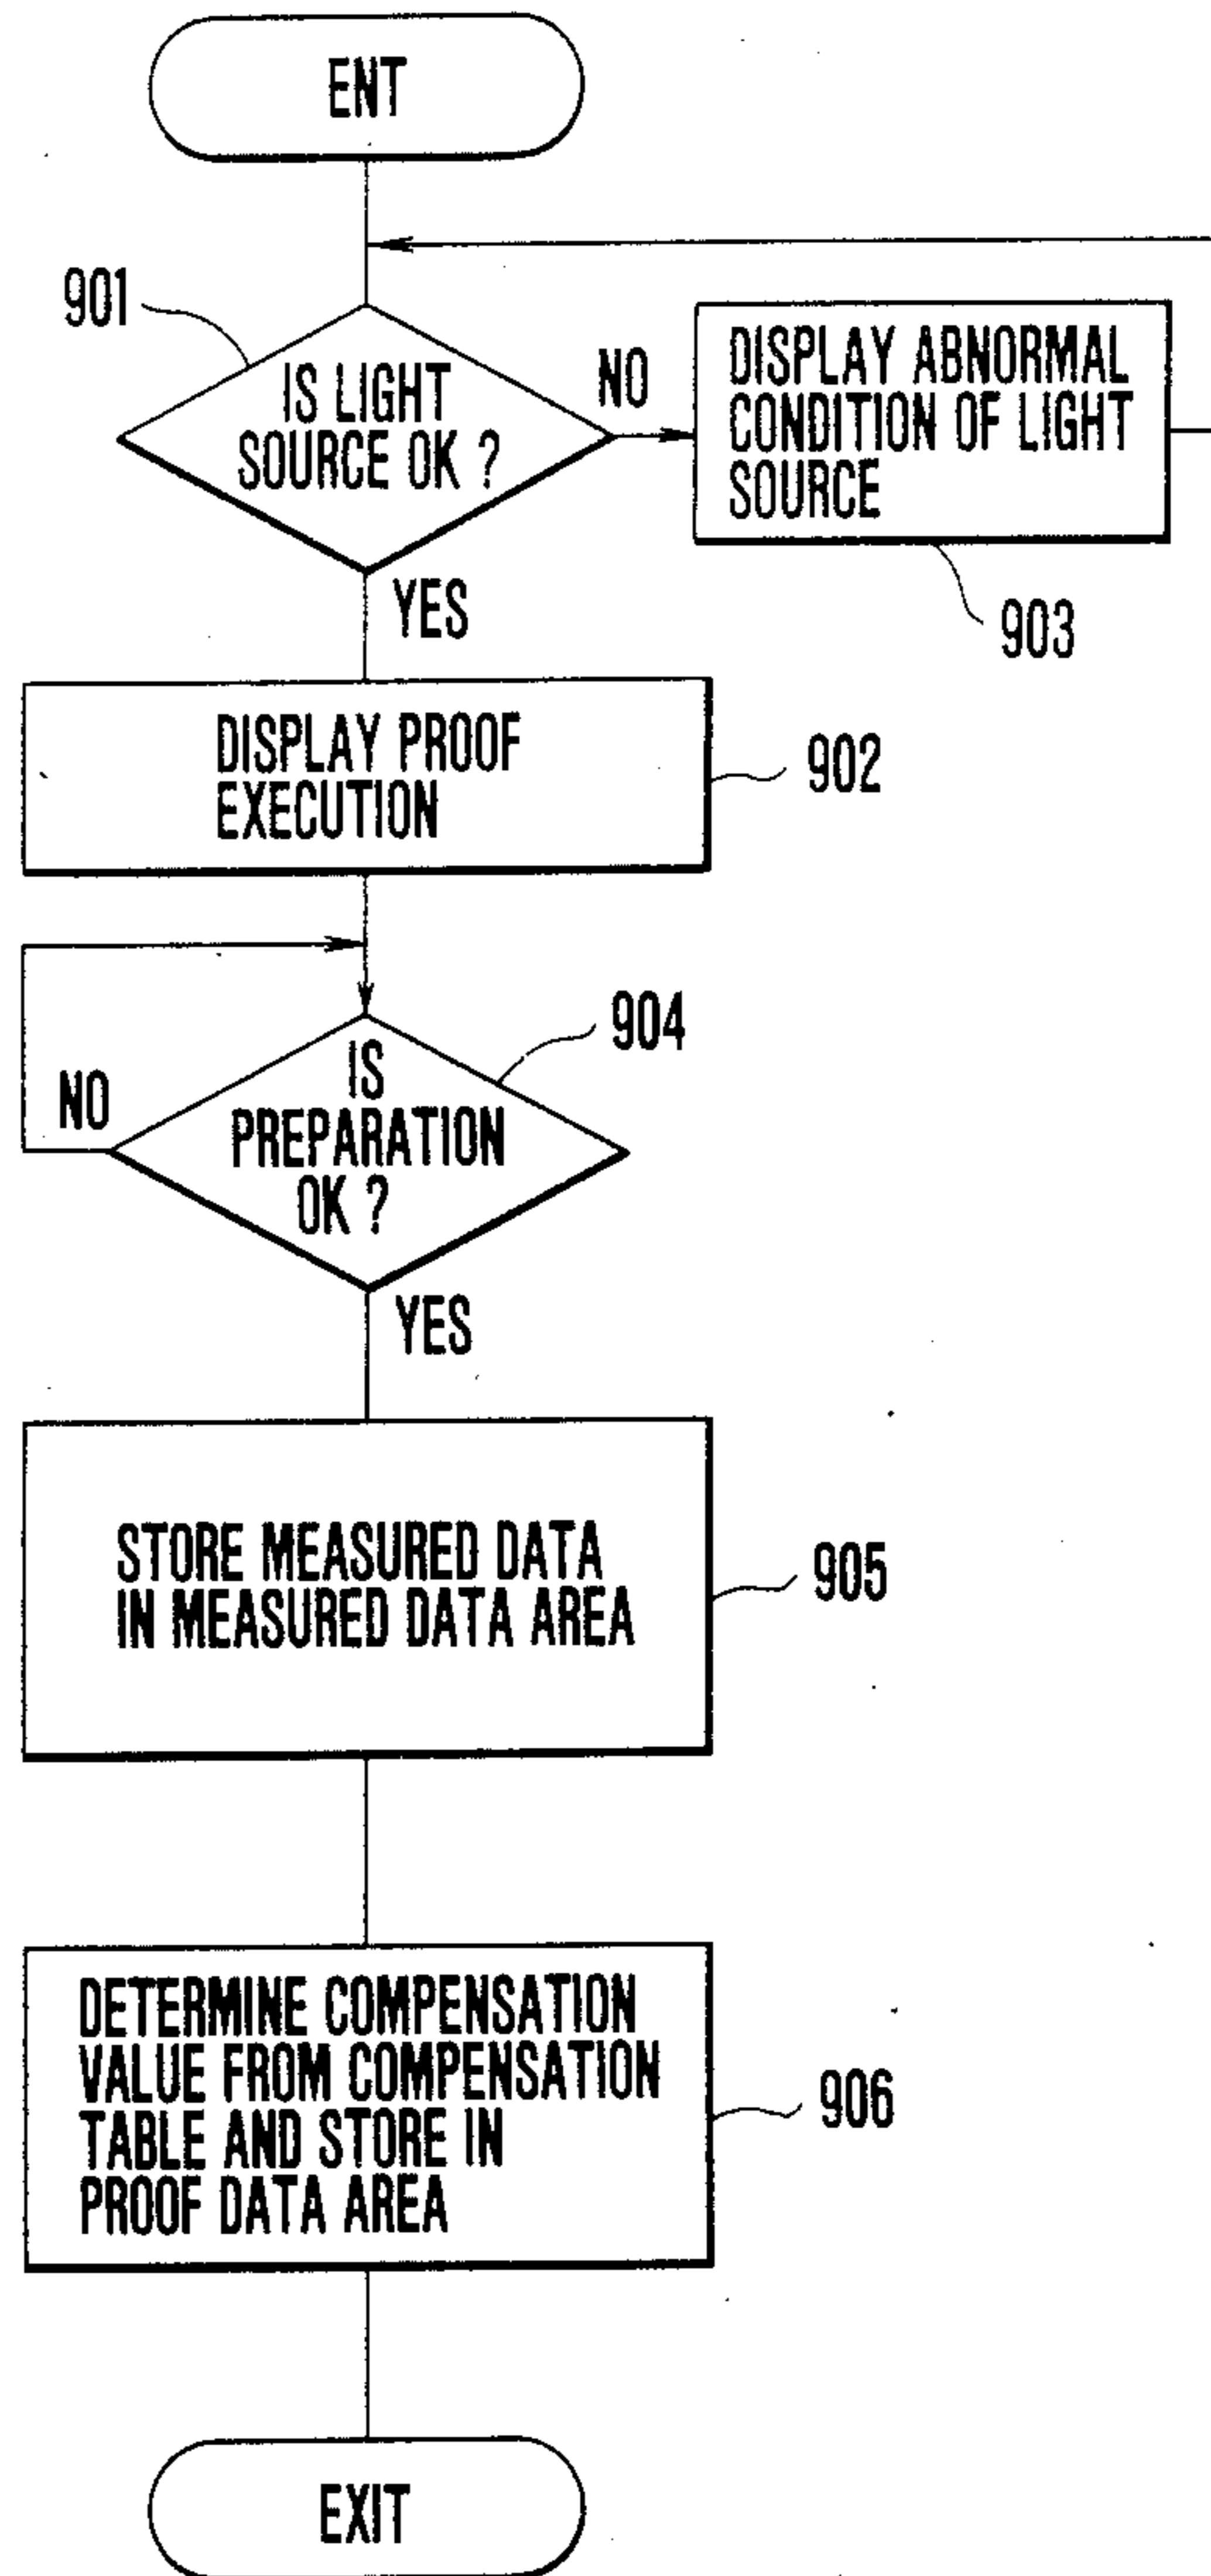 ENT
901
IS LIGHT
SOURCE OK ?
NO
DISPLAY ABNORMAL
CONDITION OF LIGHT
SOURCE
903
YES
DISPLAY PROOF
EXECUTION
902
904
NO
IS
PREPARATION
OK ?
YES
STORE MEASURED DATA
IN MEASURED DATA AREA
905
DETERMINE COMPENSATION
VALUE FROM COMPENSATION
TABLE AND STORE IN
PROOF DATA AREA
906
EXIT